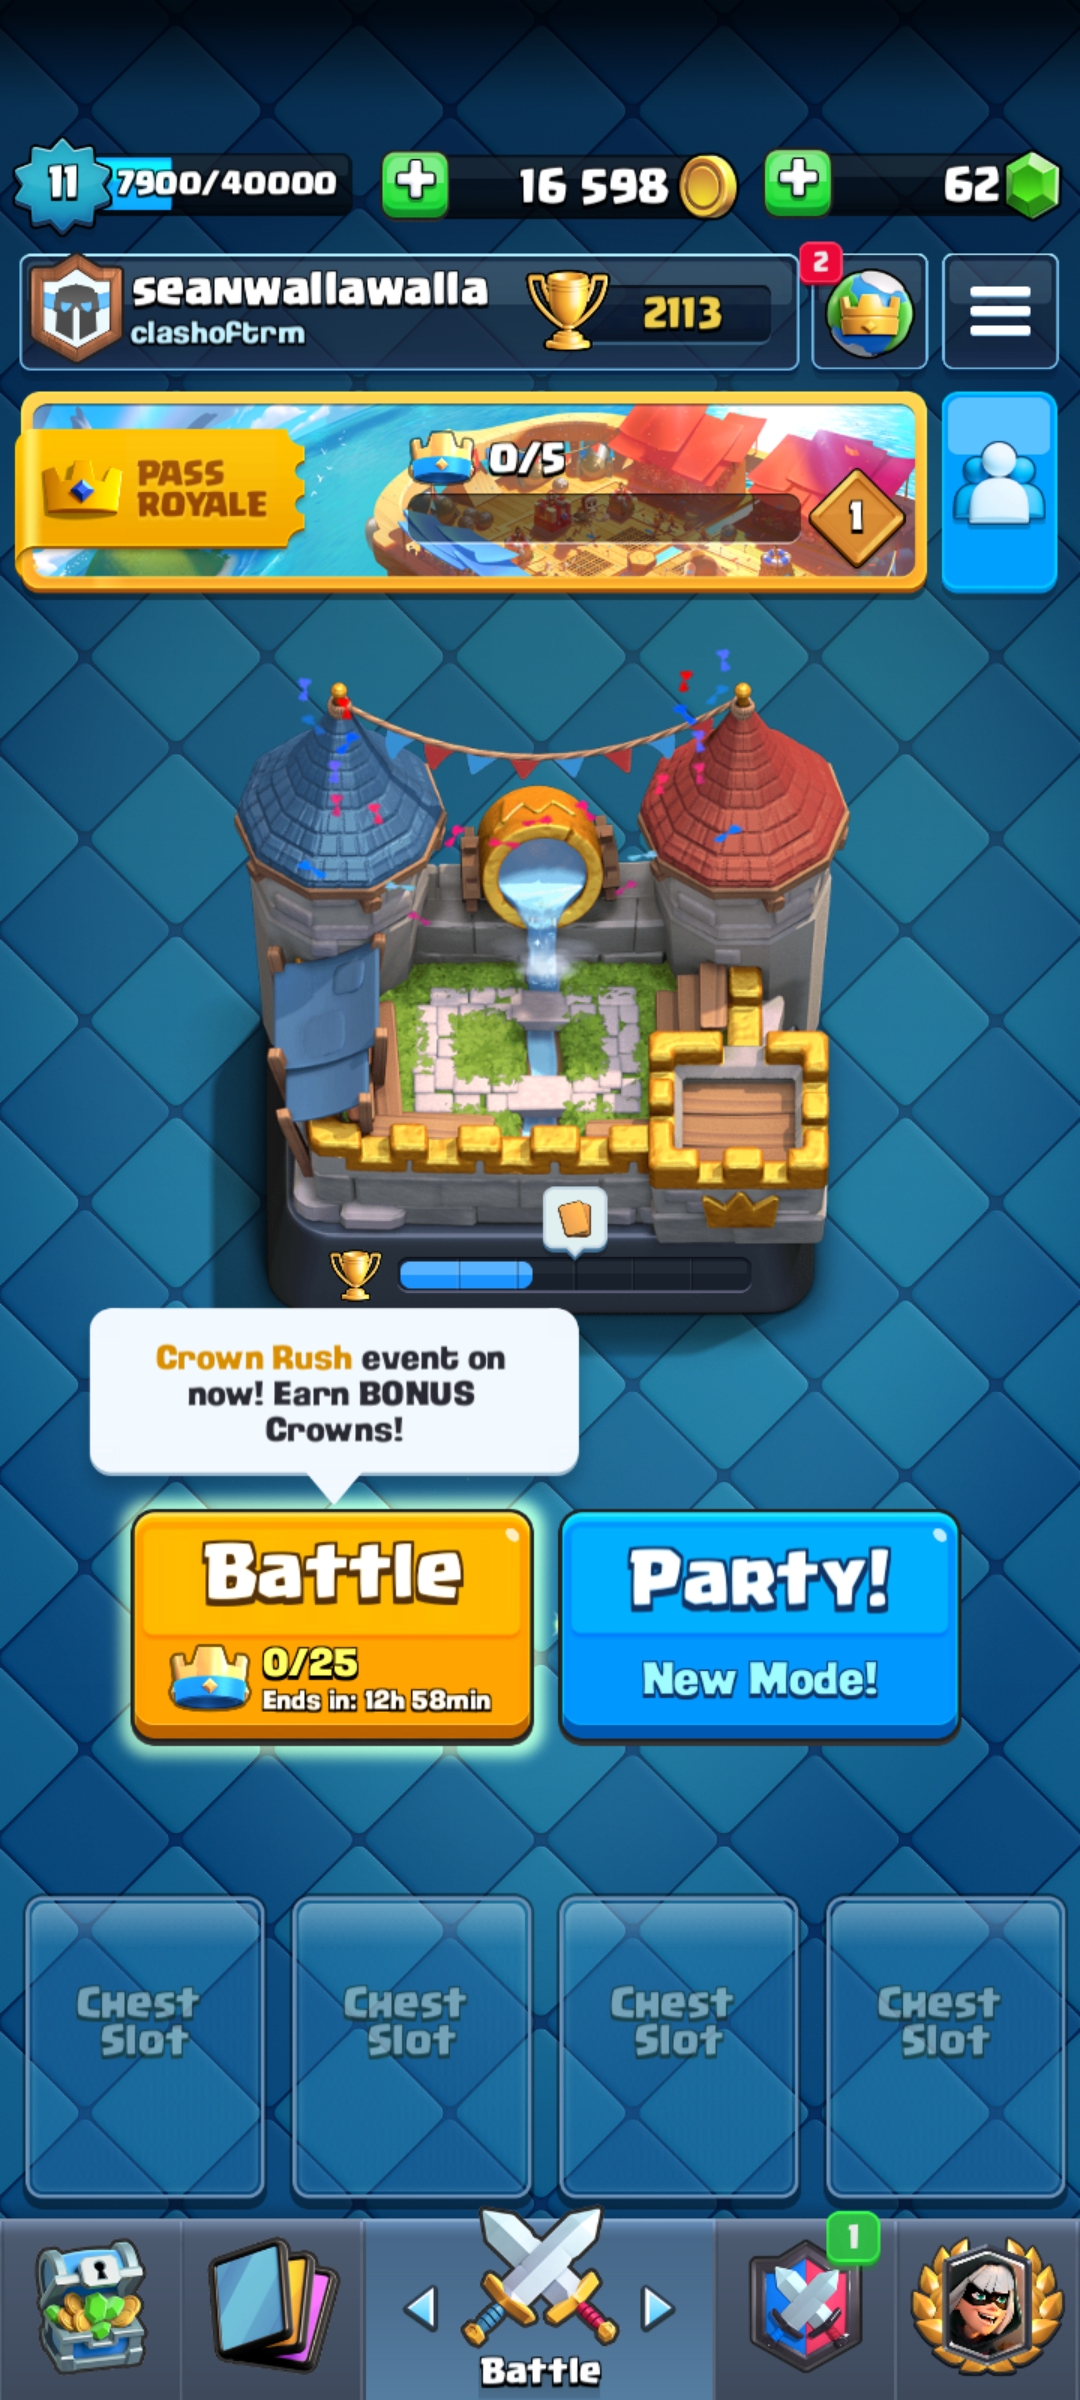 11
7900/40000
16 598
62
seanwallawalla
clashoftrm
2113
2
PASS
ROYALE
0/5
1
Crown Rush event on
now! Earn BONUS
Crowns!
Battle
0/25
Ends in: 12h 58min
Party!
New Mode!
Chest
Slot
Chest
Slot
Chest
Slot
Chest
Slot
1
Battle